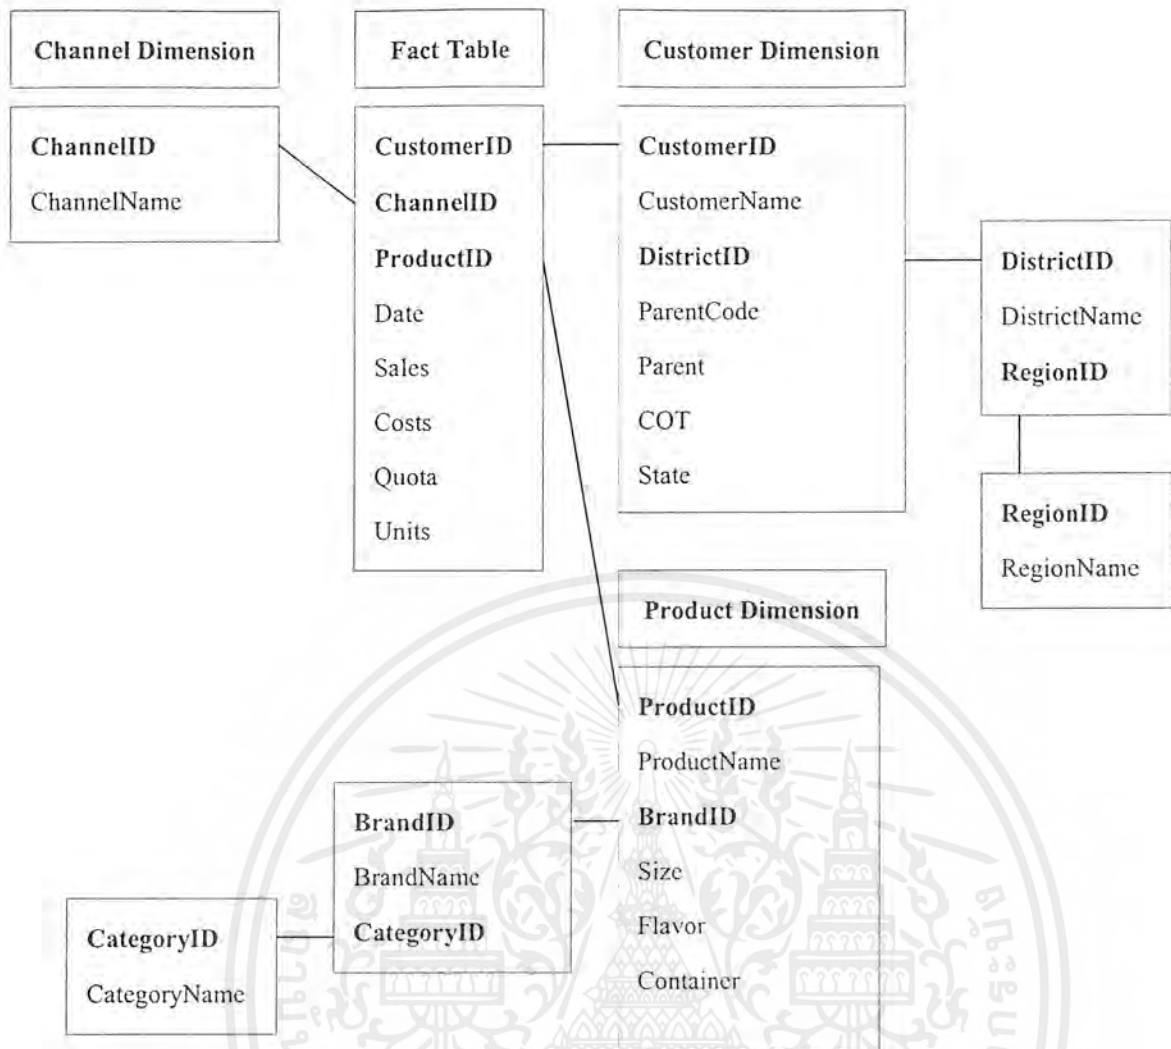 Channel Dimension
ChannelID
ChannelName
Fact Table
CustomerID
ChannelID
ProductID
Date
Sales
Costs
Quota
Units
Customer Dimension
CustomerID
CustomerName
DistrictID
ParentCode
Parent
COT
State
DistrictID
DistrictName
RegionID
RegionID
RegionName
Product Dimension
ProductID
ProductName
BrandID
Size
Flavor
Container
BrandID
BrandName
CategoryID
CategoryID
CategoryName